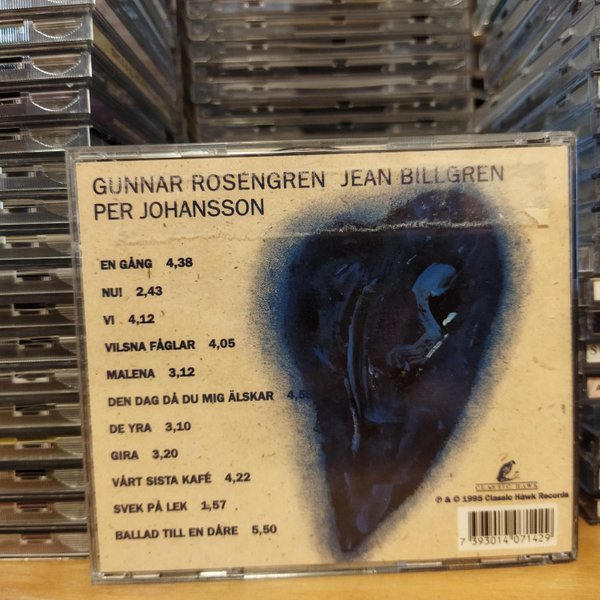 GUNNAR ROSENGREN JEAN BILLGREN
PER JOHANSSON
EN GÅNG 4,38
NU! 2,43
VI 4,12
VILSNA FÅGLAR 4,05
MALENA 3,12
DEN DAG DÅ DU MIG ÄLSKAR
DE YRA 3,10
GIRA 3,20
VÅRT SISTA KAFÉ 4,22
SVEK PÅ LEK 1,57
BALLAD TILL EN DÅRE 5,50
CLASSIC HAWK
℗ & © 1995 Classic Hawk Records
7 393014 071429